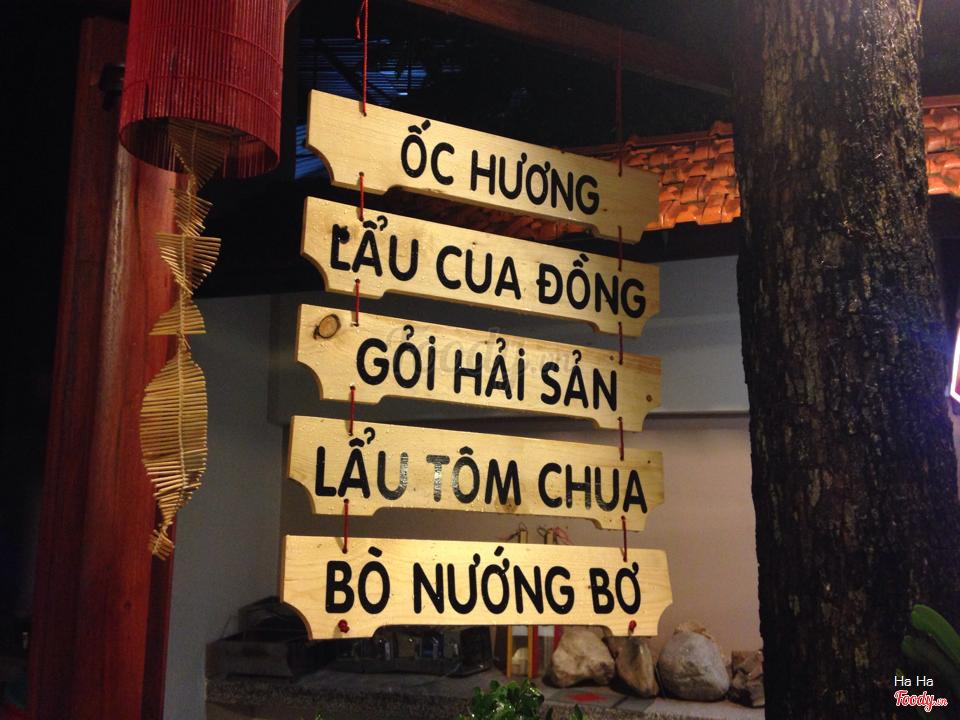 ỐC HƯƠNG
LẨU CUA ĐỒNG
GỎI HẢI SẢN
LẨU TÔM CHUA
BÒ NƯỚNG BƠ
Ha Ha
Foody.vn